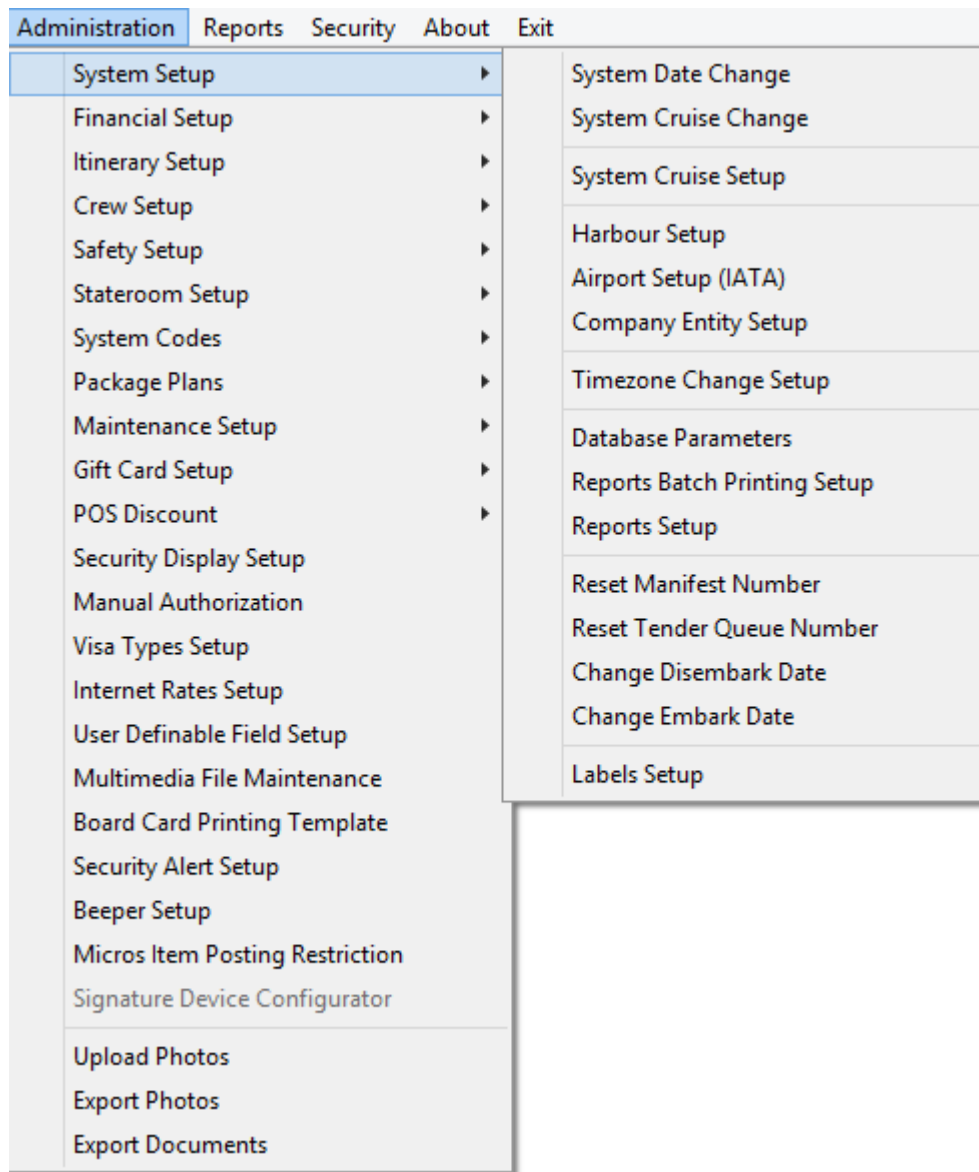 Administration Reports Security About Exit
System Setup
Financial Setup
Itinerary Setup
Crew Setup
Safety Setup
Stateroom Setup
System Codes
Package Plans
Maintenance Setup
Gift Card Setup
POS Discount
Security Display Setup
Manual Authorization
Visa Types Setup
Internet Rates Setup
User Definable Field Setup
Multimedia File Maintenance
Board Card Printing Template
Security Alert Setup
Beeper Setup
Micros Item Posting Restriction
Signature Device Configurator
Upload Photos
Export Photos
Export Documents
System Date Change
System Cruise Change
System Cruise Setup
Harbour Setup
Airport Setup (IATA)
Company Entity Setup
Timezone Change Setup
Database Parameters
Reports Batch Printing Setup
Reports Setup
Reset Manifest Number
Reset Tender Queue Number
Change Disembark Date
Change Embark Date
Labels Setup